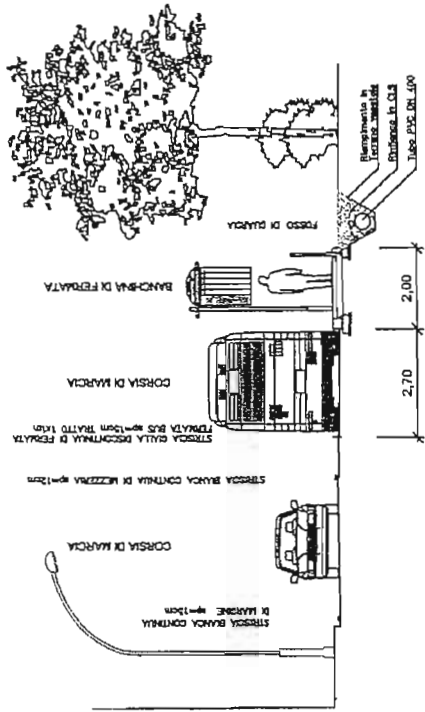 STRISCIA BIANCA CONTINUA
DI MARGINE sp=12cm
CORSIA DI MARCIA
STRISCIA BIANCA CONTINUA DI MEZZERIA sp=12cm
STRISCIA GIALLA DISCONTINUA DI FERMATA
FERMATA BUS sp=12cm TRATTO 1x1m
CORSIA DI MARCIA
BANCHINA DI FERMATA
FOSSO DI GUARDIA
Riempimento in
Terreno vegetale
Rinfianco in CLS
Tubo PVC DN 400
2,70
2,00